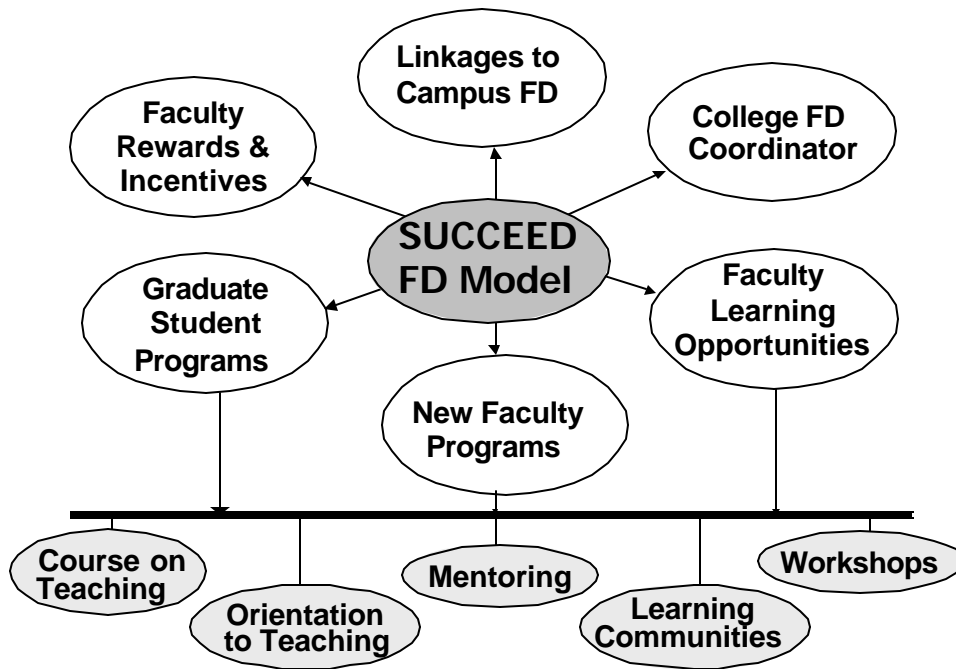 Linkages to
Campus FD
Faculty
Rewards &
Incentives
College FD
Coordinator
SUCCEED
FD Model
Graduate
Student
Programs
Faculty
Learning
Opportunities
New Faculty
Programs
Course on
Teaching
Orientation
to Teaching
Mentoring
Learning
Communities
Workshops